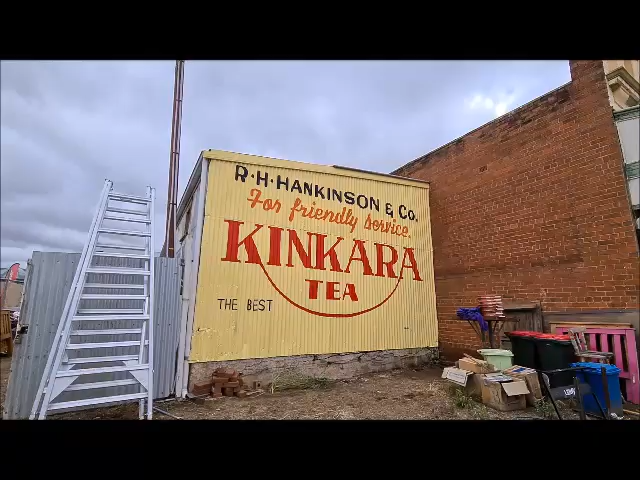 R·H·HANKINSON & Co.
For friendly service.
KINKARA
TEA
THE BEST